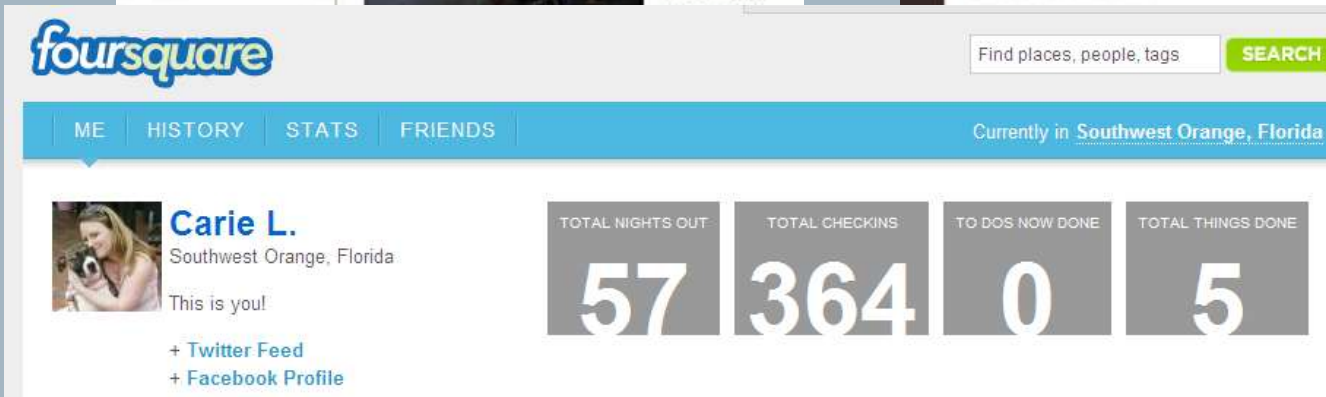 foursquare
Find places, people, tags
SEARCH
ME HISTORY STATS FRIENDS
Currently in Southwest Orange, Florida
Carie L.
Southwest Orange, Florida
This is you!
+ Twitter Feed
+ Facebook Profile
TOTAL NIGHTS OUT
57
TOTAL CHECKINS
364
TO DOS NOW DONE
0
TOTAL THINGS DONE
5